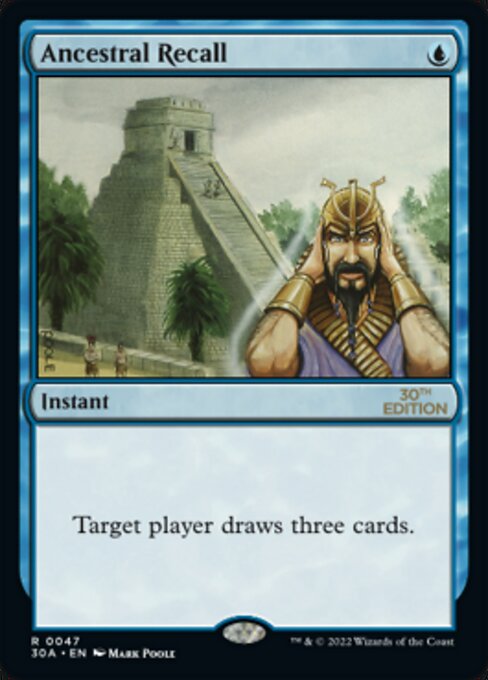 Ancestral Recall
POOLE
Instant
30TH
EDITION
Target player draws three cards.
R 0047
30A • EN MARK POOLE
™ & © 2022 Wizards of the Coast